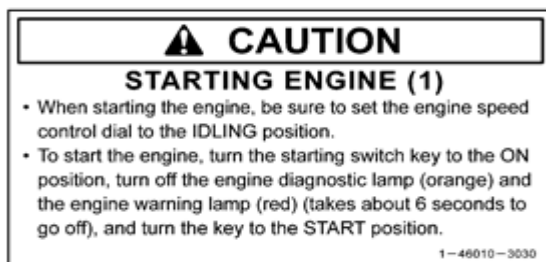 CAUTION
STARTING ENGINE (1)
• When starting the engine, be sure to set the engine speed
control dial to the IDLING position.
• To start the engine, turn the starting switch key to the ON
position, turn off the engine diagnostic lamp (orange) and
the engine warning lamp (red) (takes about 6 seconds to
go off), and turn the key to the START position.
1-46010-3030